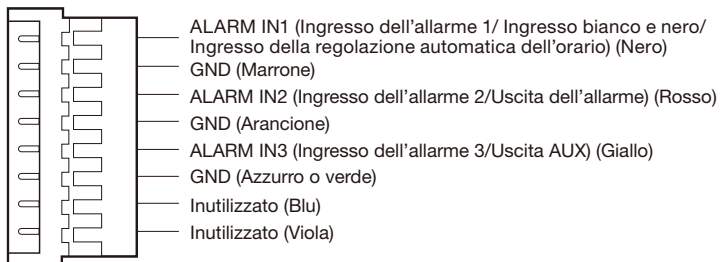 ALARM IN1 (Ingresso dell'allarme 1/ Ingresso bianco e nero/
Ingresso della regolazione automatica dell'orario) (Nero)
GND (Marrone)
ALARM IN2 (Ingresso dell'allarme 2/Uscita dell'allarme) (Rosso)
GND (Arancione)
ALARM IN3 (Ingresso dell'allarme 3/Uscita AUX) (Giallo)
GND (Azzurro o verde)
Inutilizzato (Blu)
Inutilizzato (Viola)